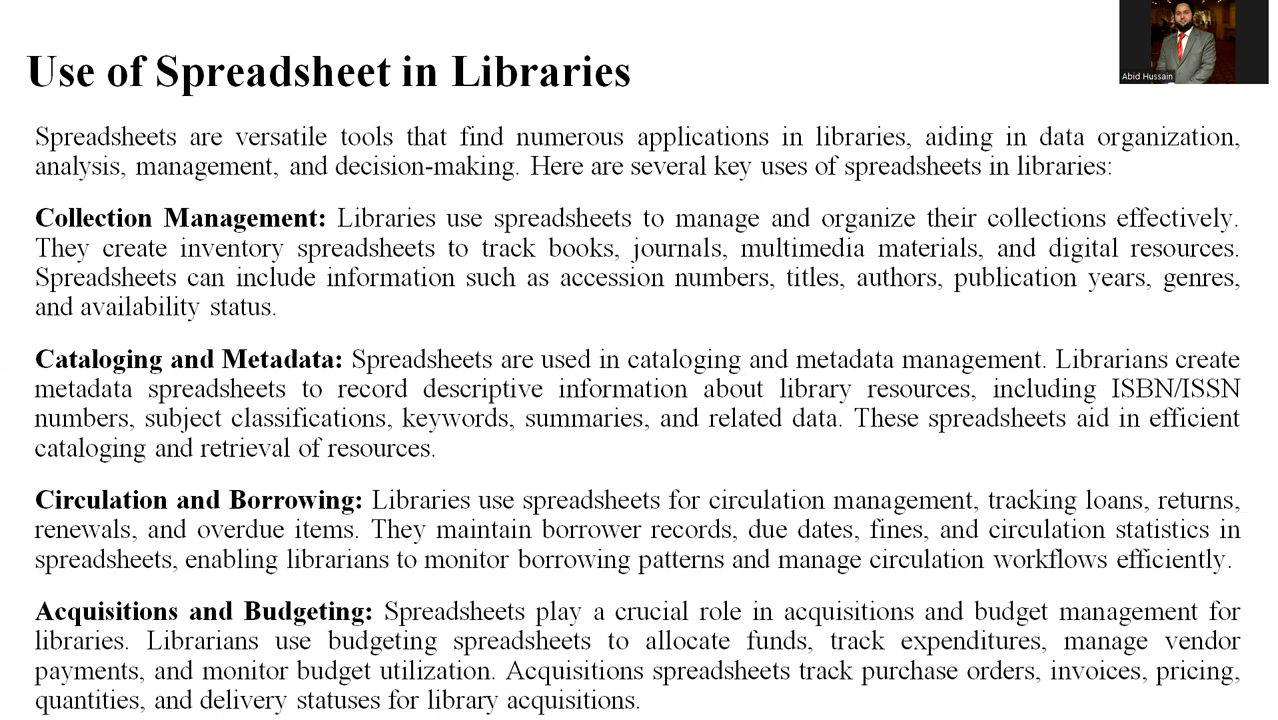 Use of Spreadsheet in Libraries
Abid Hussain
Spreadsheets are versatile tools that find numerous applications in libraries, aiding in data organization,
analysis, management, and decision-making. Here are several key uses of spreadsheets in libraries:
Collection Management: Libraries use spreadsheets to manage and organize their collections effectively.
They create inventory spreadsheets to track books, journals, multimedia materials, and digital resources.
Spreadsheets can include information such as accession numbers, titles, authors, publication years, genres,
and availability status.
Cataloging and Metadata: Spreadsheets are used in cataloging and metadata management. Librarians create
metadata spreadsheets to record descriptive information about library resources, including ISBN/ISSN
numbers, subject classifications, keywords, summaries, and related data. These spreadsheets aid in efficient
cataloging and retrieval of resources.
Circulation and Borrowing: Libraries use spreadsheets for circulation management, tracking loans, returns,
renewals, and overdue items. They maintain borrower records, due dates, fines, and circulation statistics in
spreadsheets, enabling librarians to monitor borrowing patterns and manage circulation workflows efficiently.
Acquisitions and Budgeting: Spreadsheets play a crucial role in acquisitions and budget management for
libraries. Librarians use budgeting spreadsheets to allocate funds, track expenditures, manage vendor
payments, and monitor budget utilization. Acquisitions spreadsheets track purchase orders, invoices, pricing,
quantities, and delivery statuses for library acquisitions.